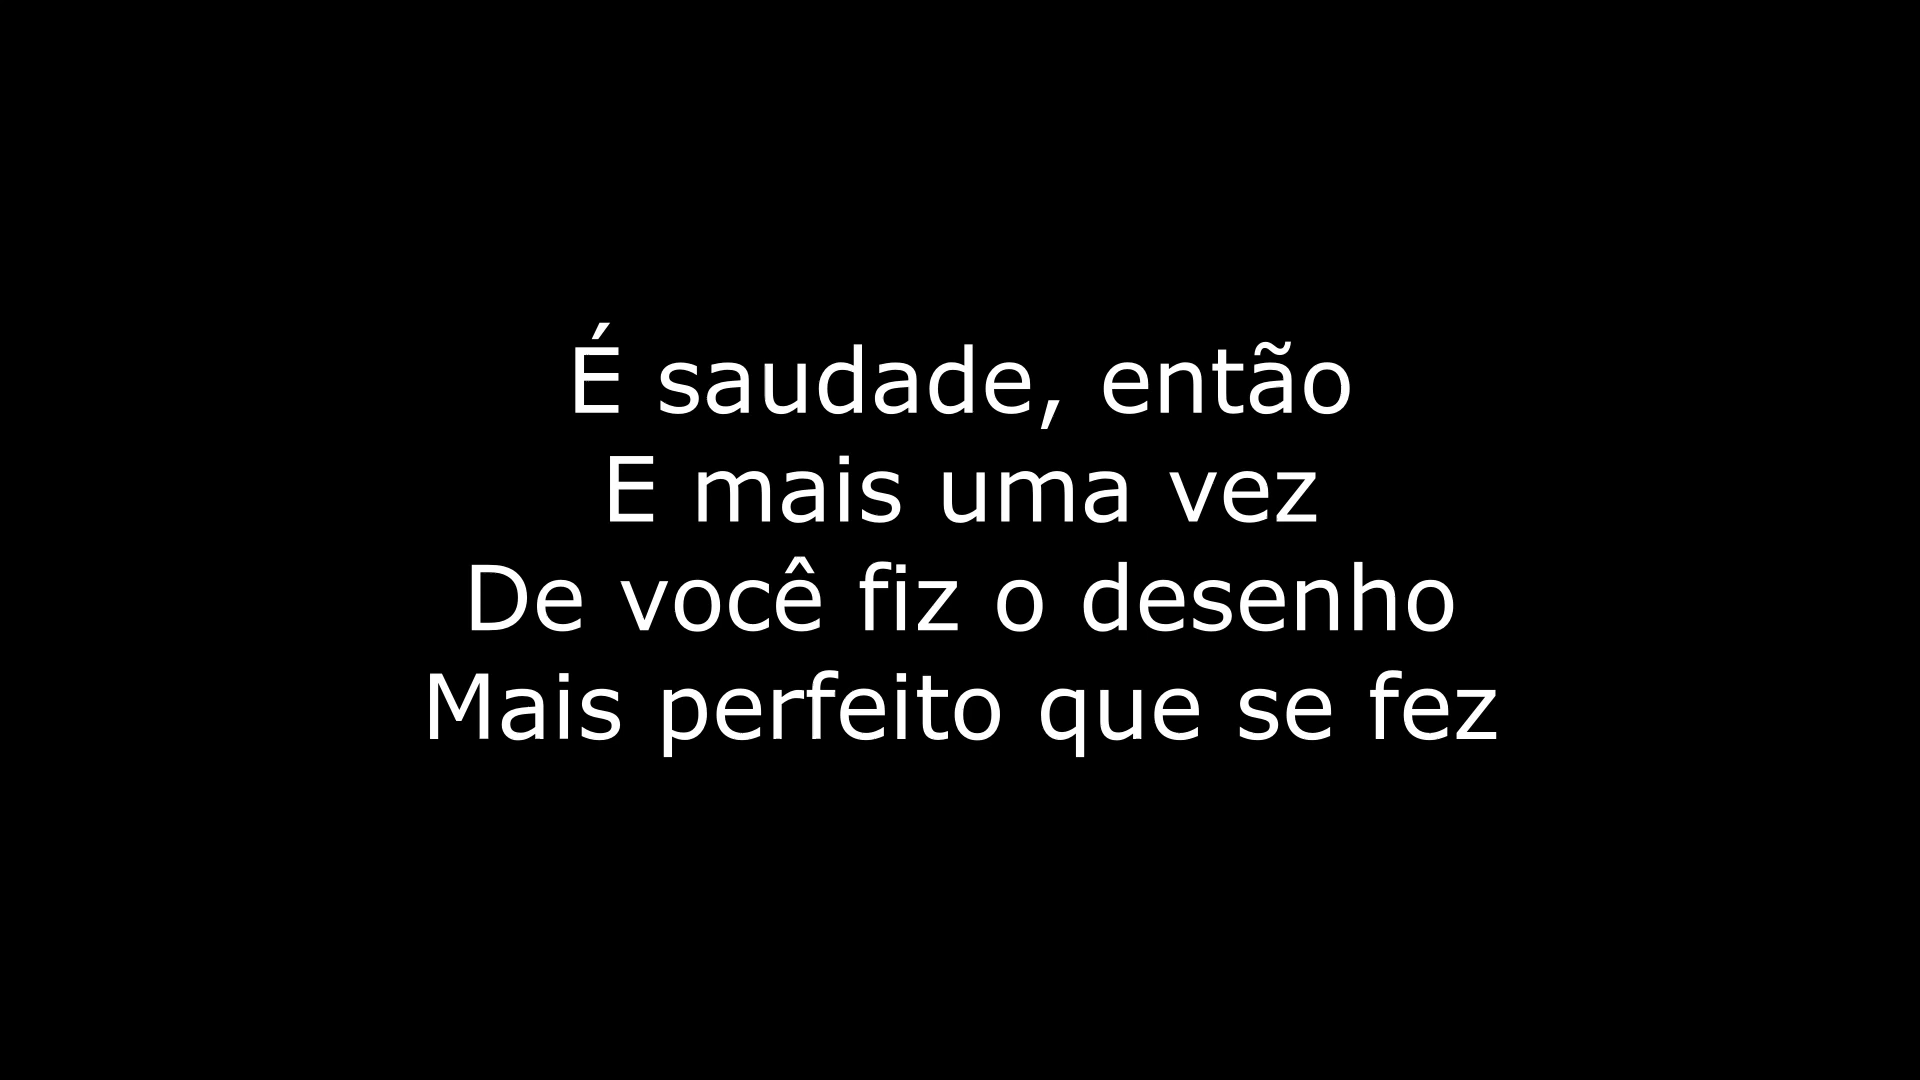 É saudade, então
E mais uma vez
De você fiz o desenho
Mais perfeito que se fez